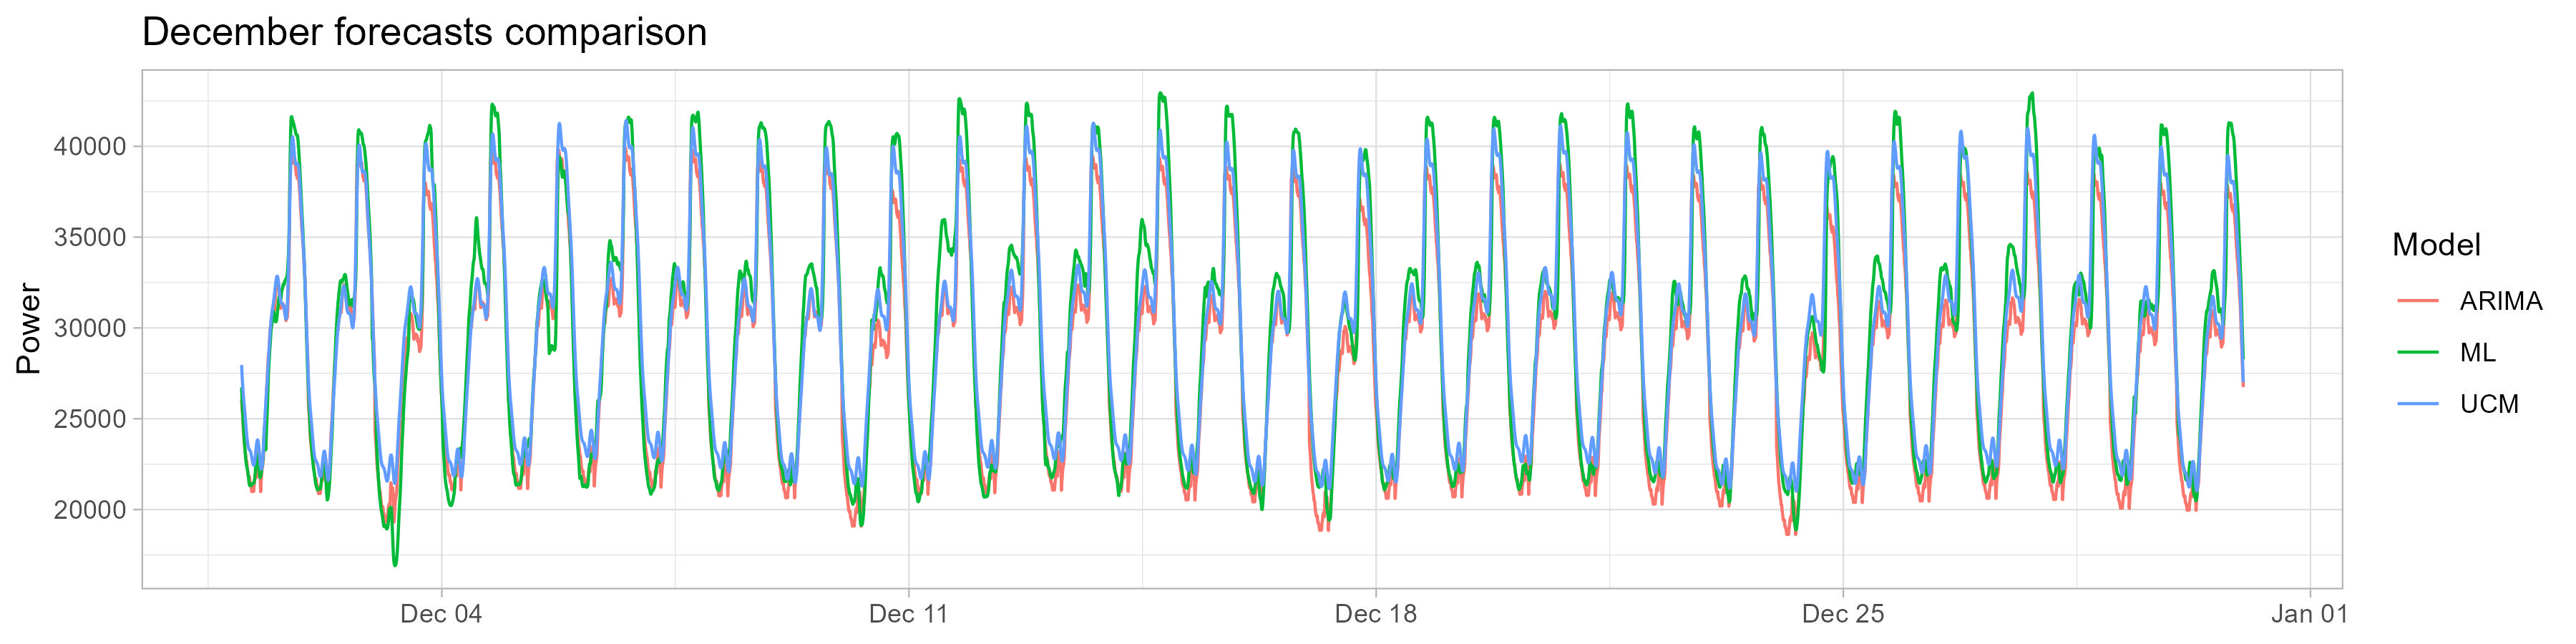 December forecasts comparison
Power
40000
35000
30000
25000
20000
Dec 04
Dec 11
Dec 18
Dec 25
Jan 01
Model
ARIMA
ML
UCM